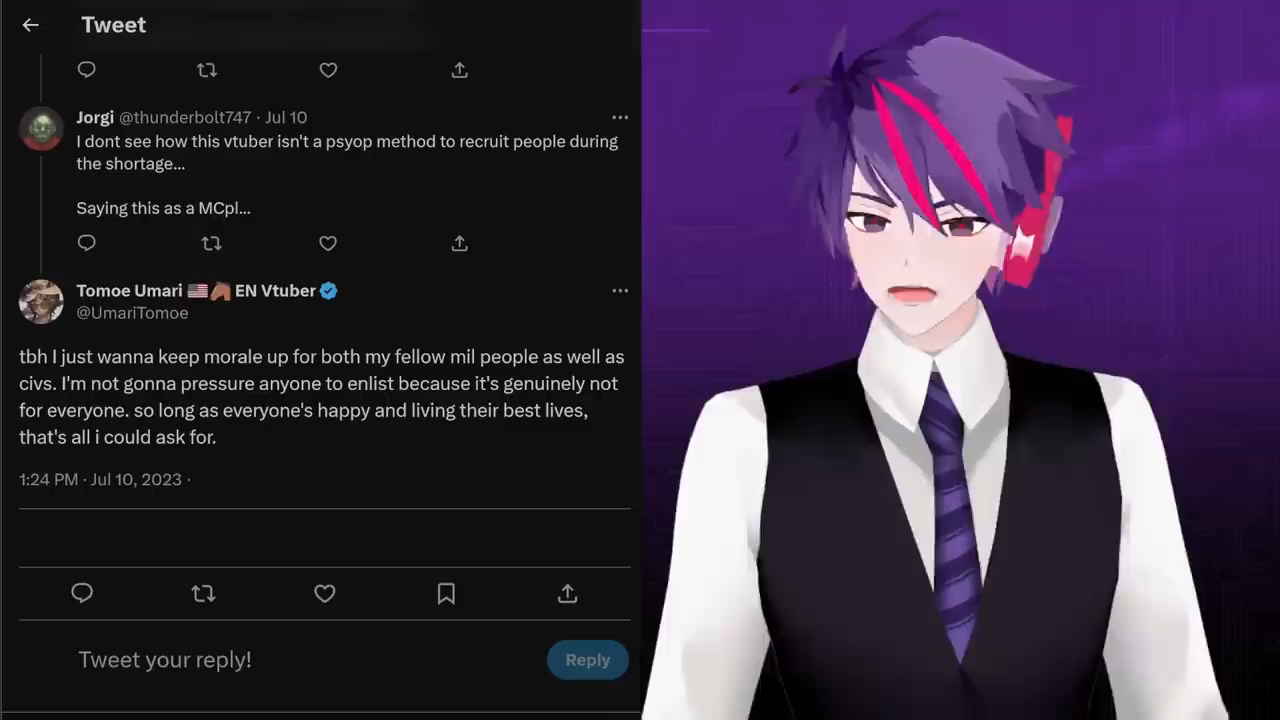 Tweet
Jorgi @thunderbolt747 · Jul 10
I dont see how this vtuber isn't a psyop method to recruit people during
the shortage...
Saying this as a MCpl...
Tomoe Umari 🇺🇸🐴 EN Vtuber
@UmariTomoe
tbh I just wanna keep morale up for both my fellow mil people as well as
civs. I'm not gonna pressure anyone to enlist because it's genuinely not
for everyone. so long as everyone's happy and living their best lives,
that's all i could ask for.
1:24 PM · Jul 10, 2023 ·
Tweet your reply!
Reply